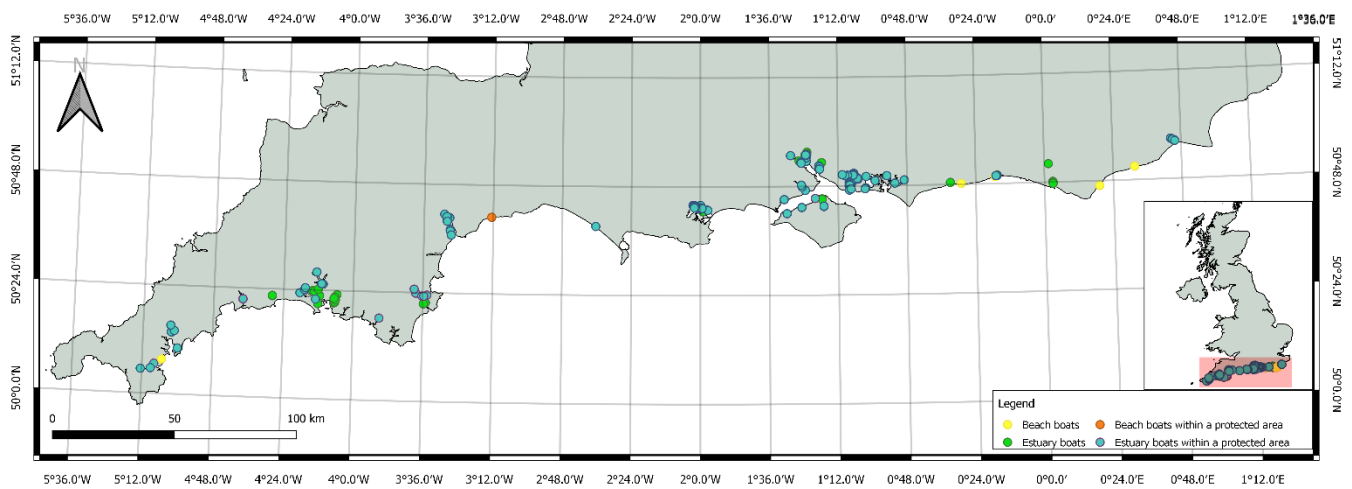 5°36.0'W 5°12.0'W 4°48.0'W 4°24.0'W 4°0.0'W 3°36.0'W 3°12.0'W 2°48.0'W 2°24.0'W 2°0.0'W 1°36.0'W 1°12.0'W 0°48.0'W 0°24.0'W 0°0.0' 0°24.0'E 0°48.0'E 1°12.0'E 1°36.0'E
N
51°12.0'N 51°12.0'N
50°48.0'N 50°48.0'N
50°24.0'N 50°24.0'N
50°0.0'N 50°0.0'N
0 50 100 km
Legend
Beach boats Beach boats within a protected area
Estuary boats Estuary boats within a protected area
5°36.0'W 5°12.0'W 4°48.0'W 4°24.0'W 4°0.0'W 3°36.0'W 3°12.0'W 2°48.0'W 2°24.0'W 2°0.0'W 1°36.0'W 1°12.0'W 0°48.0'W 0°24.0'W 0°0.0' 0°24.0'E 0°48.0'E 1°12.0'E